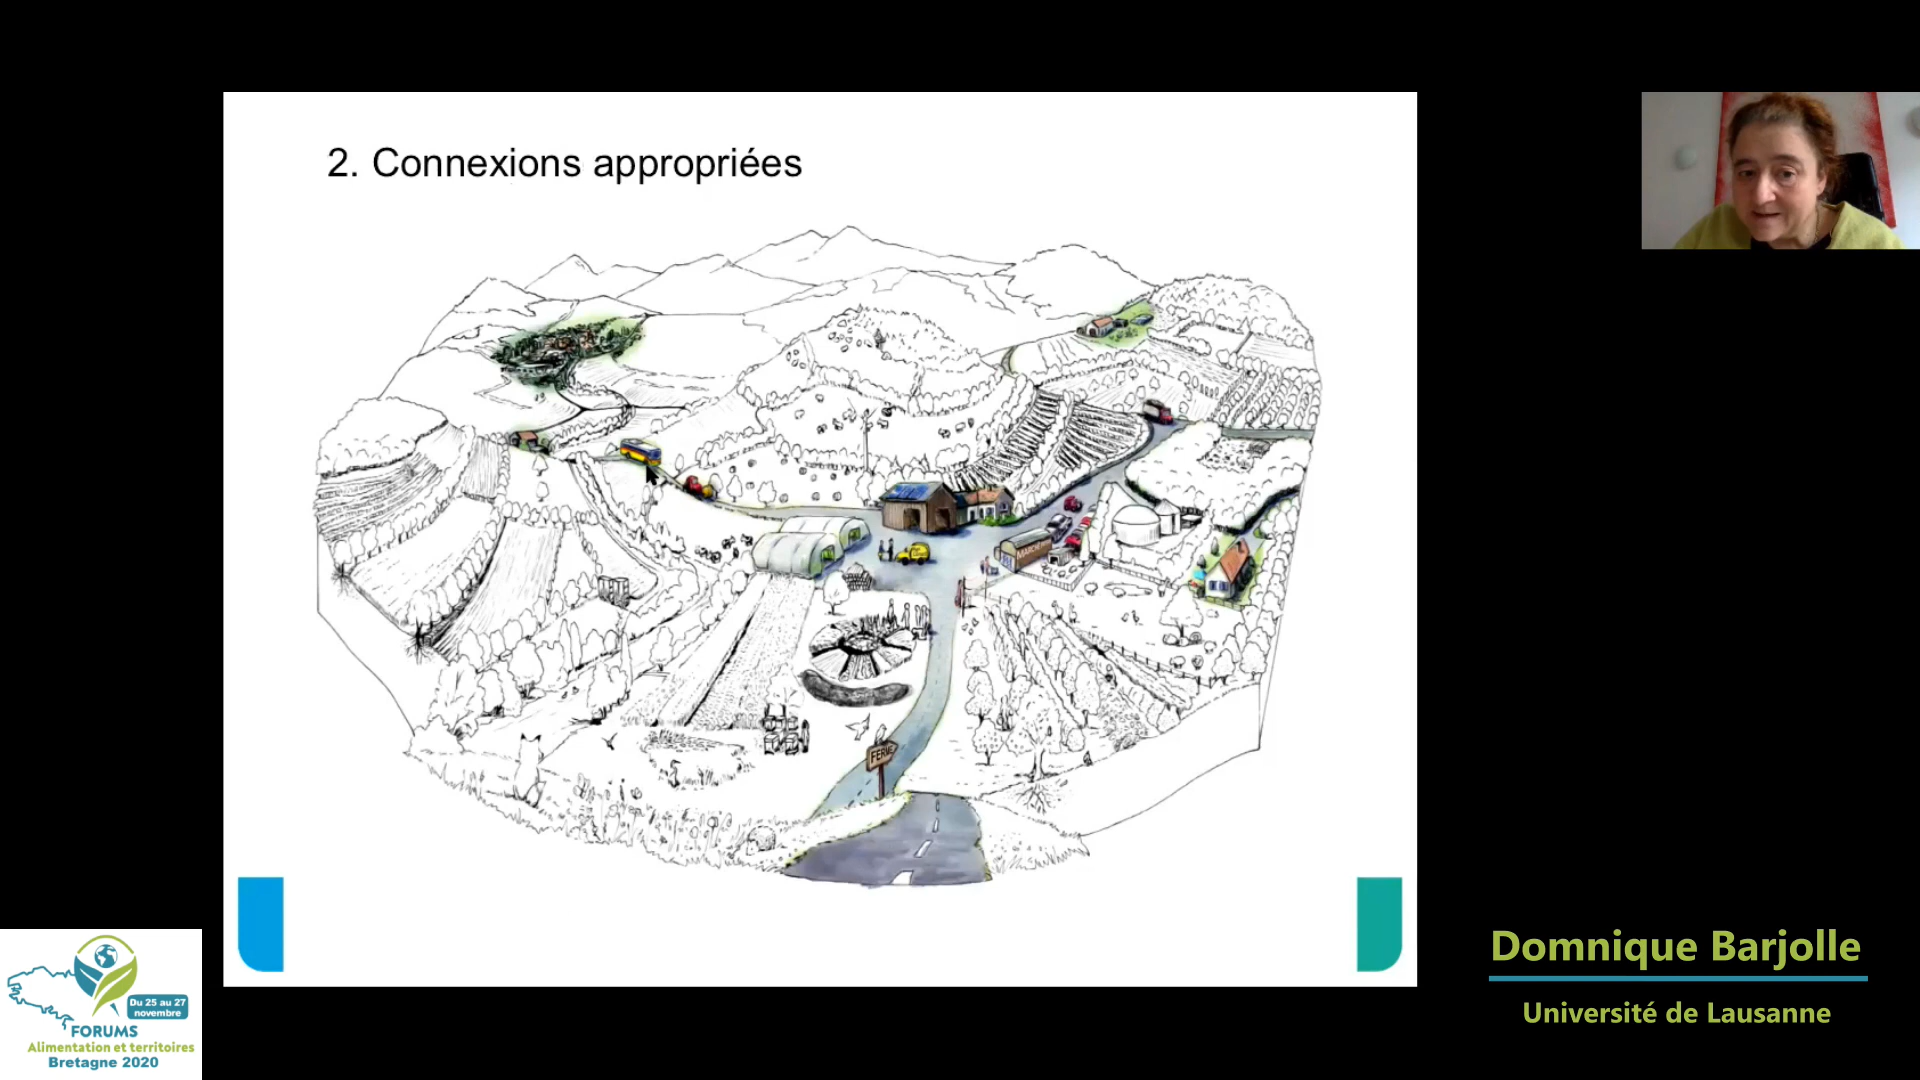 2. Connexions appropriées
MARCHÉ
FERME
Du 25 au 27
novembre
FORUMS
Alimentation et territoires
Bretagne 2020
Domnique Barjolle
Université de Lausanne